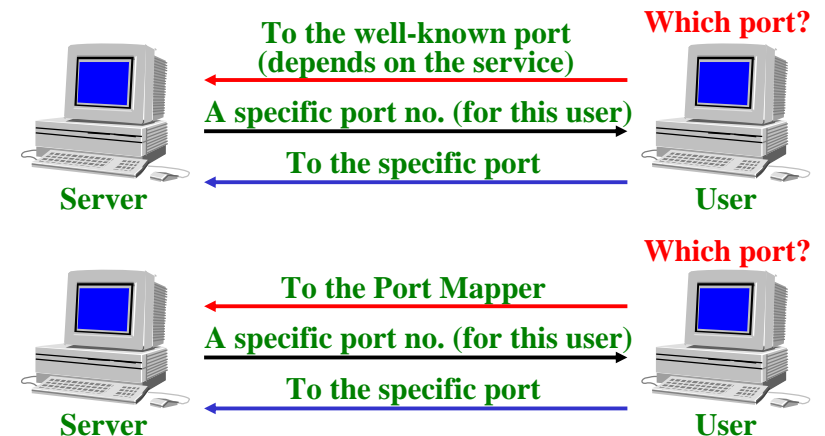 Which port?
To the well-known port
(depends on the service)
A specific port no. (for this user)
To the specific port
Server
User
Which port?
To the Port Mapper
A specific port no. (for this user)
To the specific port
Server
User